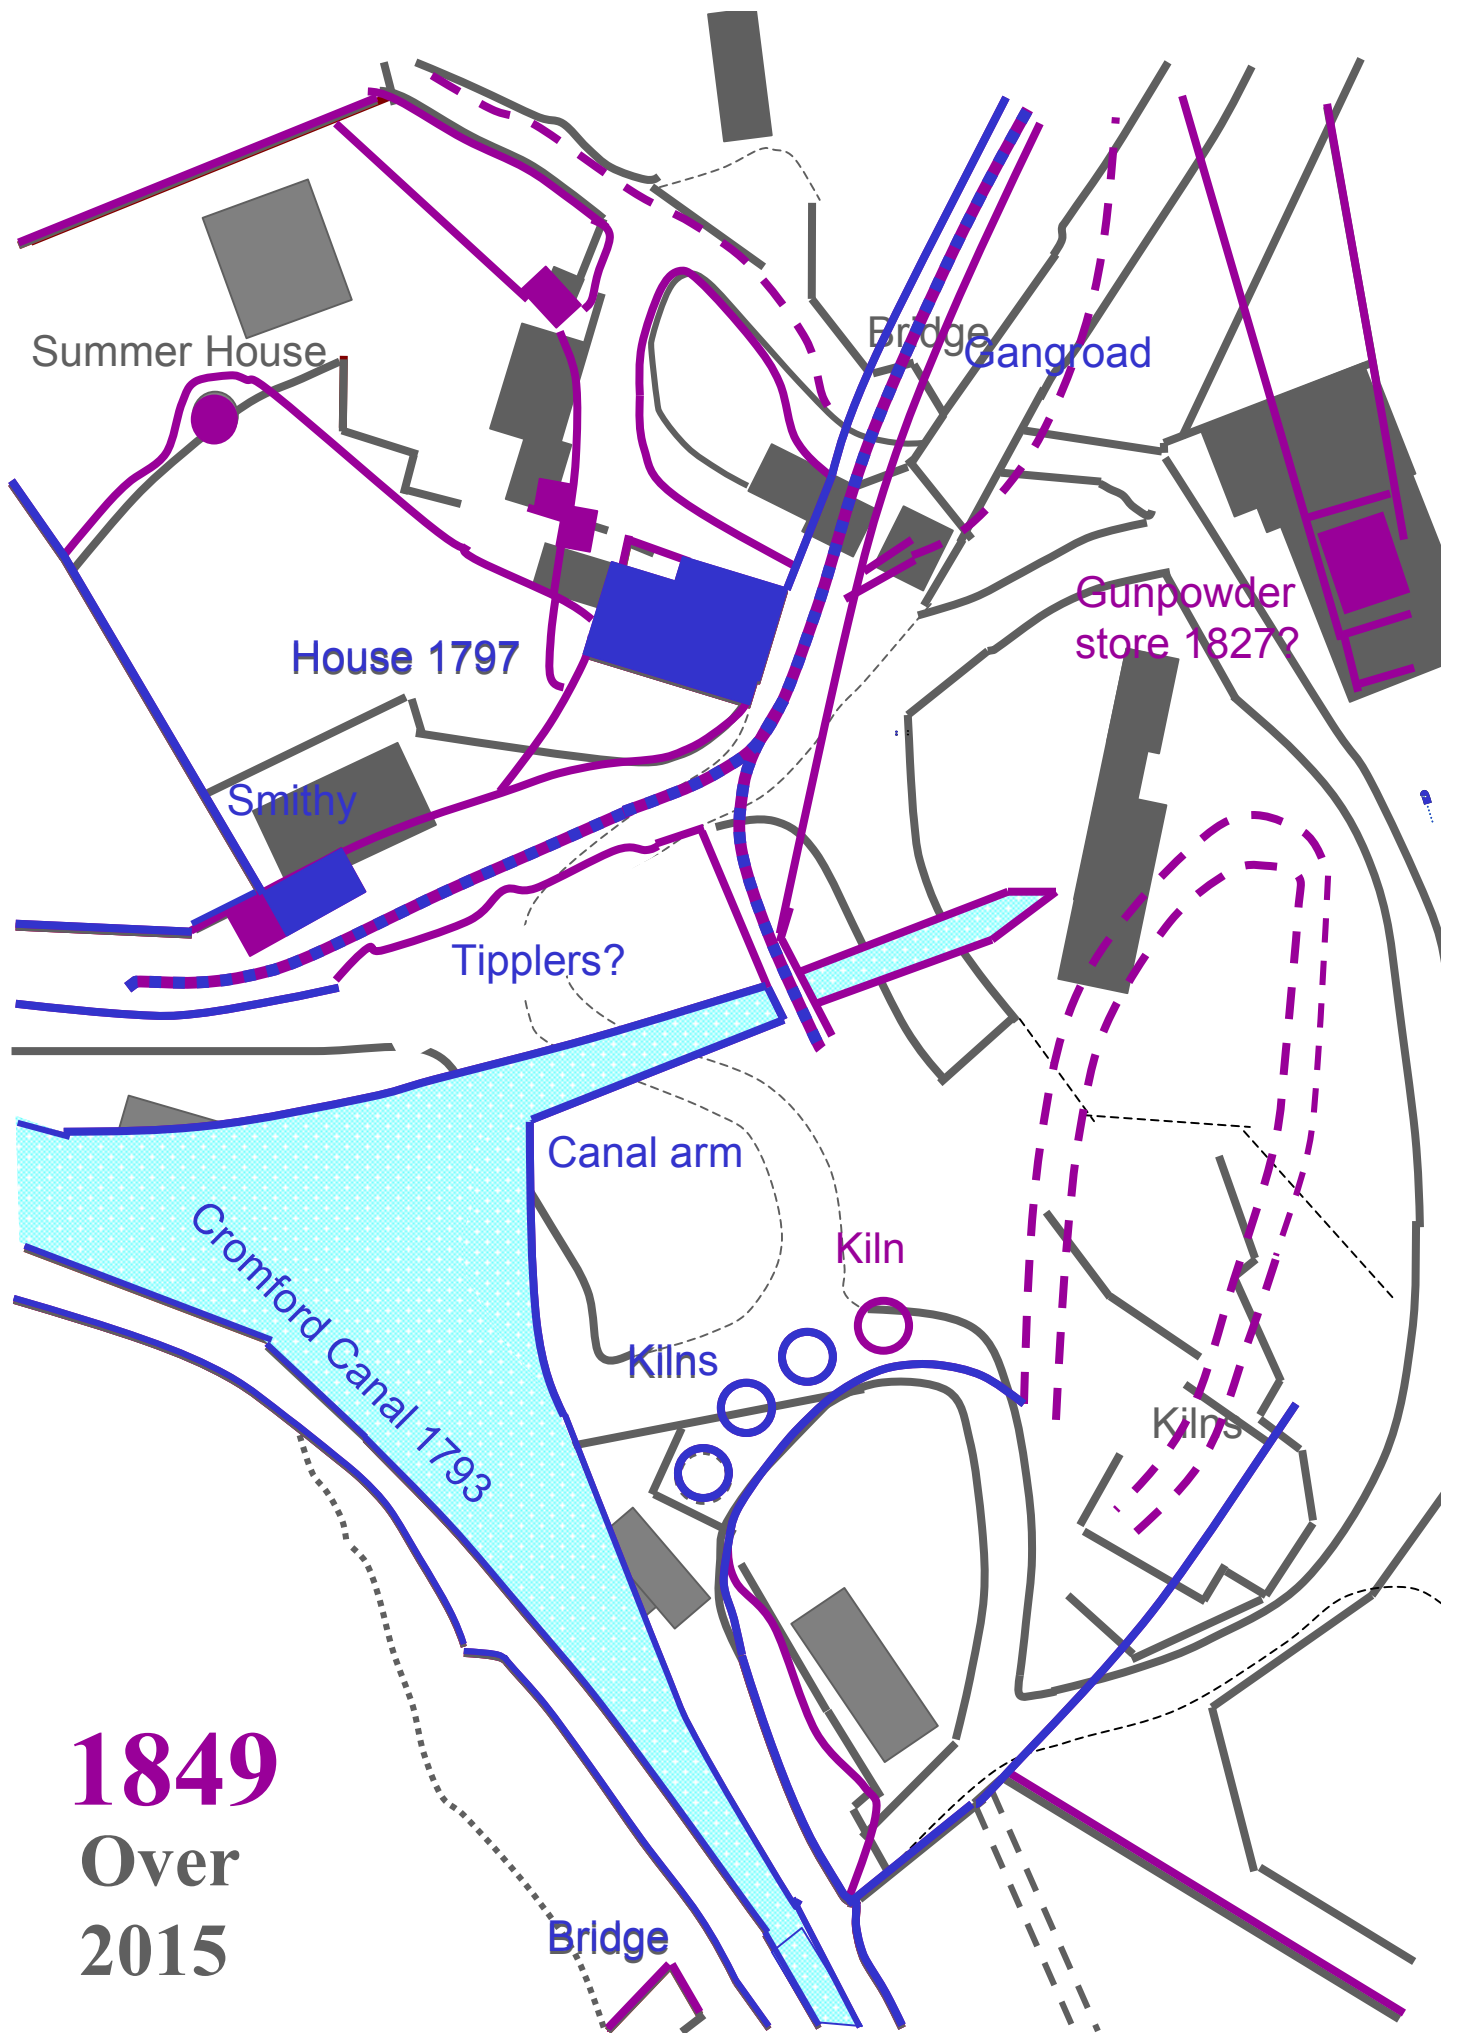 Bridge
Gangroad
Summer House
Gunpowder
store 1827?
House 1797
Smithy
Tipplers?
Canal arm
Cromford Canal 1793
Kiln
Kilns
Kilns
1849
Over
2015
Bridge